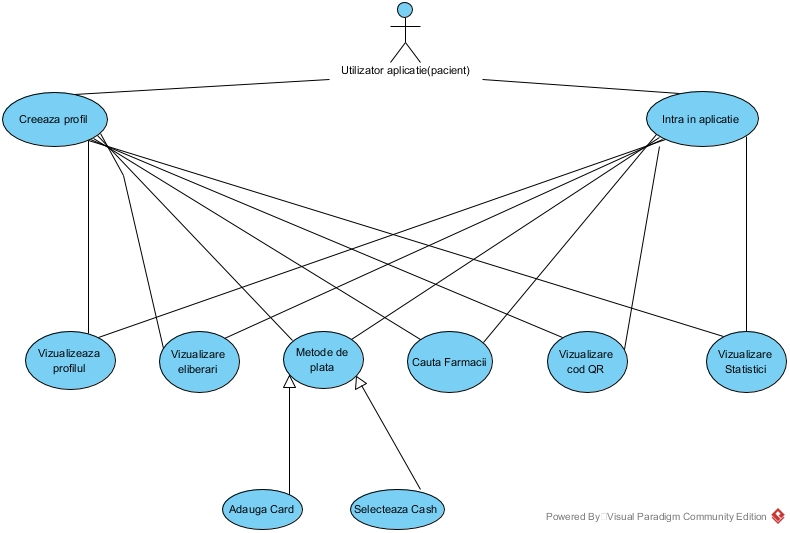 Utilizator aplicatie(pacient)
Creeaza profil
Intra in aplicatie
Vizualizeaza
profilul
Vizualizare
eliberari
Metode de
plata
Cauta Farmacii
Vizualizare
cod QR
Vizualizare
Statistici
Adauga Card
Selecteaza Cash
Powered By Visual Paradigm Community Edition